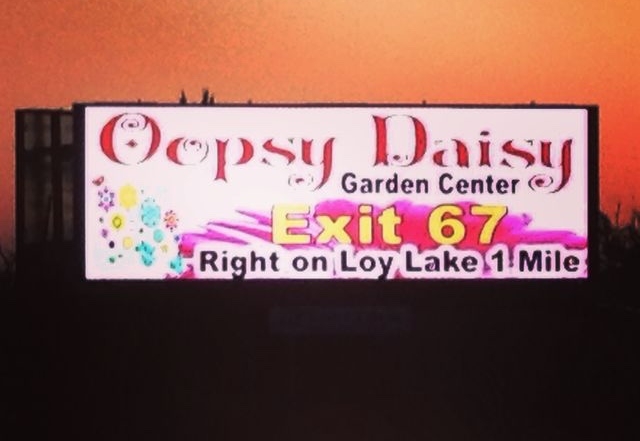 Oopsy Daisy
Garden Center
Exit 67
Right on Loy Lake 1 Mile